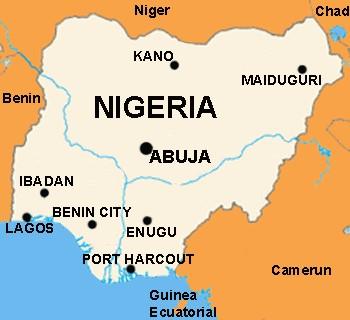 Niger
Chad
KANO
MAIDUGURI
Benin
NIGERIA
ABUJA
IBADAN
BENIN CITY
LAGOS
ENUGU
PORT HARCOUT
Camerun
Guinea
Ecuatorial